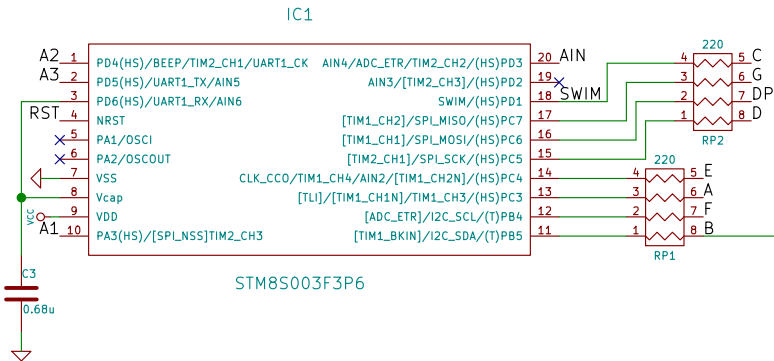 IC1
A2 1 PD4(HS)/BEEP/TIM2_CH1/UART1_CK AIN4/ADC_ETR/TIM2_CH2/(HS)PD3 20 AIN
A3 2 PD5(HS)/UART1_TX/AIN5 AIN3/[TIM2_CH3]/(HS)PD2 19
3 PD6(HS)/UART1_RX/AIN6 SWIM/(HS)PD1 18 SWIM
RST 4 NRST [TIM1_CH2]/SPI_MISO/(HS)PC7 17
5 PA1/OSCI [TIM1_CH1]/SPI_MOSI/(HS)PC6 16
6 PA2/OSCOUT [TIM2_CH1]/SPI_SCK/(HS)PC5 15
7 VSS CLK_CCO/TIM1_CH4/AIN2/[TIM1_CH2N]/(HS)PC4 14
8 Vcap [TLI]/[TIM1_CH1N]/TIM1_CH3/(HS)PC3 13
VCC 9 VDD [ADC_ETR]/I2C_SCL/(T)PB4 12
A1 10 PA3(HS)/[SPI_NSS]TIM2_CH3 [TIM1_BKIN]/I2C_SDA/(T)PB5 11
STM8S003F3P6
220
4 5 C
3 6 G
2 7 DP
1 8 D
RP2
220
4 5 E
3 6 A
2 7 F
1 8 B
RP1
C3
0.68u